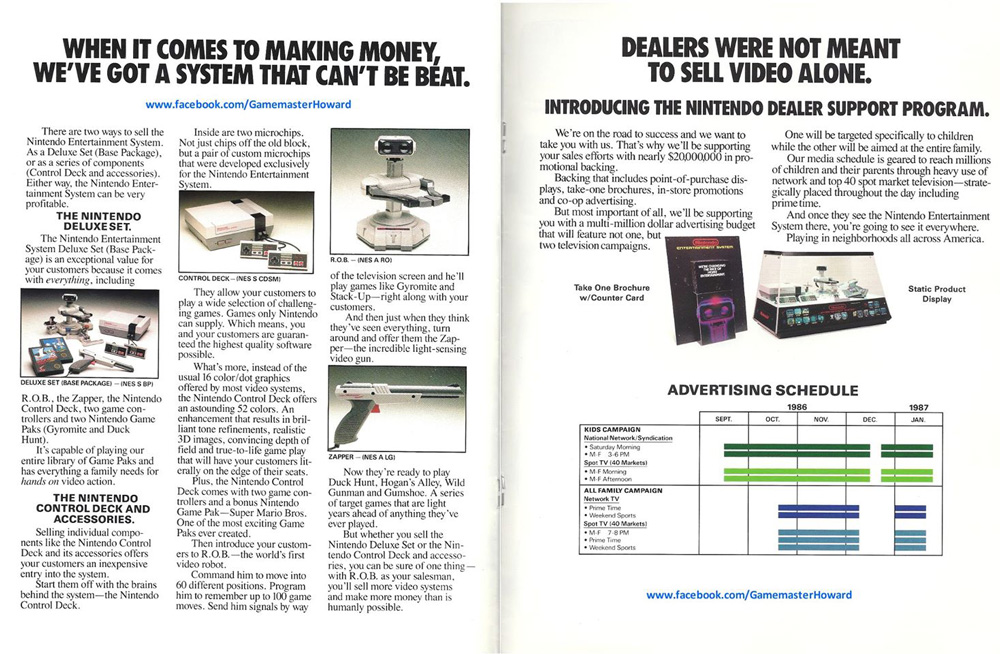 WHEN IT COMES TO MAKING MONEY,
WE'VE GOT A SYSTEM THAT CAN'T BE BEAT.
www.facebook.com/GamemasterHoward
There are two ways to sell the
Nintendo Entertainment System.
As a Deluxe Set (Base Package),
or as a series of components
(Control Deck and accessories).
Either way, the Nintendo Enter-
tainment System can be very
profitable.
THE NINTENDO
DELUXE SET.
The Nintendo Entertainment
System Deluxe Set (Base Pack-
age) is an exceptional value for
your customers because it comes
with everything, including
DELUXE SET (BASE PACKAGE) – (NES S BP)
R.O.B., the Zapper, the Nintendo
Control Deck, two game con-
trollers and two Nintendo Game
Paks (Gyromite and Duck
Hunt).
It's capable of playing our
entire library of Game Paks and
has everything a family needs for
hands on video action.
THE NINTENDO
CONTROL DECK AND
ACCESSORIES.
Selling individual compo-
nents like the Nintendo Control
Deck and its accessories offers
your customers an inexpensive
entry into the system.
Start them off with the brains
behind the system—the Nintendo
Control Deck.
Inside are two microchips.
Not just chips off the old block,
but a pair of custom microchips
that were developed exclusively
for the Nintendo Entertainment
System.
CONTROL DECK – (NES S CDSM)
They allow your customers to
play a wide selection of challeng-
ing games. Games only Nintendo
can supply. Which means, you
and your customers are guaran-
teed the highest quality software
possible.
What's more, instead of the
usual 16 color/dot graphics
offered by most video systems,
the Nintendo Control Deck offers
an astounding 52 colors. An
enhancement that results in bril-
liant tone refinements, realistic
3D images, convincing depth of
field and true-to-life game play
that will have your customers lit-
erally on the edge of their seats.
Plus, the Nintendo Control
Deck comes with two game con-
trollers and a bonus Nintendo
Game Pak—Super Mario Bros.
One of the most exciting Game
Paks ever created.
Then introduce your custom-
ers to R.O.B.—the world's first
video robot.
Command him to move into
60 different positions. Program
him to remember up to 100 game
moves. Send him signals by way
R.O.B. – (NES A RO)
of the television screen and he'll
play games like Gyromite and
Stack-Up—right along with your
customers.
And then just when they think
they've seen everything, turn
around and offer them the Zap-
per—the incredible light-sensing
video gun.
ZAPPER – (NES A LG)
Now they're ready to play
Duck Hunt, Hogan's Alley, Wild
Gunman and Gumshoe. A series
of target games that are light
years ahead of anything they've
ever played.
But whether you sell the
Nintendo Deluxe Set or the Nin-
tendo Control Deck and accesso-
ries, you can be sure of one thing—
with R.O.B. as your salesman,
you'll sell more video systems
and make more money than is
humanly possible.
DEALERS WERE NOT MEANT
TO SELL VIDEO ALONE.
INTRODUCING THE NINTENDO DEALER SUPPORT PROGRAM.
We're on the road to success and we want to
take you with us. That's why we'll be supporting
your sales efforts with nearly $20,000,000 in pro-
motional backing.
Backing that includes point-of-purchase dis-
plays, take-one brochures, in-store promotions
and co-op advertising.
But most important of all, we'll be supporting
you with a multi-million dollar advertising budget
that will feature not one, but
two television campaigns.
One will be targeted specifically to children
while the other will be aimed at the entire family.
Our media schedule is geared to reach millions
of children and their parents through heavy use of
network and top 40 spot market television—strate-
gically placed throughout the day including
prime time.
And once they see the Nintendo Entertainment
System there, you're going to see it everywhere.
Playing in neighborhoods all across America.
Take One Brochure
w/Counter Card
Nintendo
ENTERTAINMENT SYSTEM
Static Product
Display
ADVERTISING SCHEDULE
1986 1987
SEPT. OCT. NOV. DEC. JAN.
KIDS CAMPAIGN
National Network/Syndication
• Saturday Morning
• M-F 3-6 PM
Spot TV (40 Markets)
• M-F Morning
• M-F Afternoon
ALL FAMILY CAMPAIGN
Network TV
• Prime Time
• Weekend Sports
Spot TV (40 Markets)
• M-F 7-8 PM
• Prime Time
• Weekend Sports
www.facebook.com/GamemasterHoward